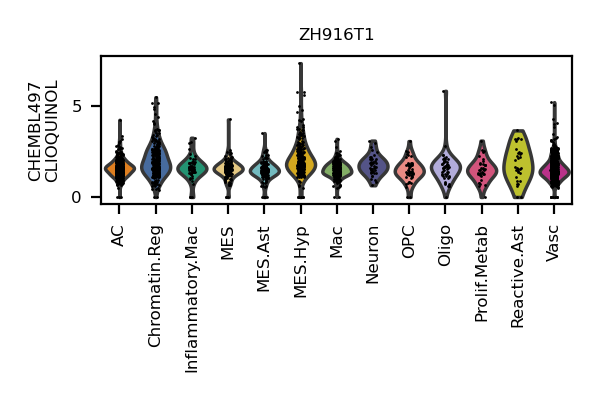 ZH916T1
CHEMBL497
CLIOQUINOL
5
0
AC
Chromatin.Reg
Inflammatory.Mac
MES
MES.Ast
MES.Hyp
Mac
Neuron
OPC
Oligo
Prolif.Metab
Reactive.Ast
Vasc